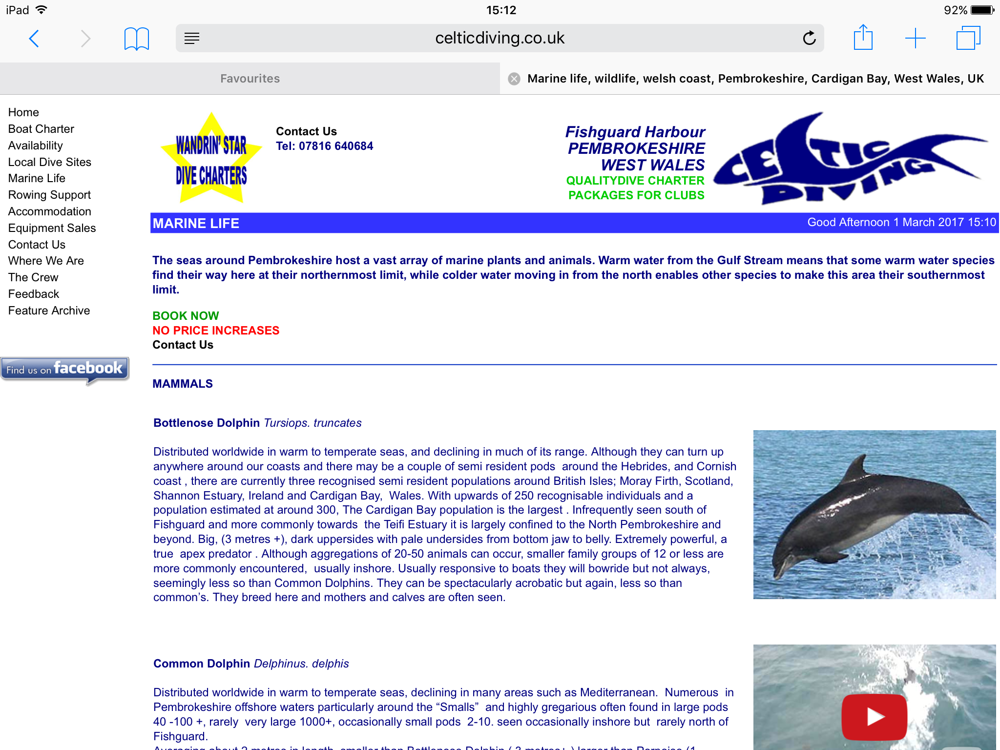 iPad
15:12
92%
celticdiving.co.uk
Favourites
Marine life, wildlife, welsh coast, Pembrokeshire, Cardigan Bay, West Wales, UK
Home
Boat Charter
Availability
Local Dive Sites
Marine Life
Rowing Support
Accommodation
Equipment Sales
Contact Us
Where We Are
The Crew
Feedback
Feature Archive
Find us on facebook
WANDRIN' STAR
DIVE CHARTERS
Contact Us
Tel: 07816 640684
Fishguard Harbour
PEMBROKESHIRE
WEST WALES
QUALITYDIVE CHARTER
PACKAGES FOR CLUBS
CELTIC
DIVING
MARINE LIFE
Good Afternoon 1 March 2017 15:10
The seas around Pembrokeshire host a vast array of marine plants and animals. Warm water from the Gulf Stream means that some warm water species
find their way here at their northernmost limit, while colder water moving in from the north enables other species to make this area their southernmost
limit.
BOOK NOW
NO PRICE INCREASES
Contact Us
MAMMALS
Bottlenose Dolphin Tursiops. truncates
Distributed worldwide in warm to temperate seas, and declining in much of its range. Although they can turn up
anywhere around our coasts and there may be a couple of semi resident pods  around the Hebrides, and Cornish
coast , there are currently three recognised semi resident populations around British Isles; Moray Firth, Scotland,
Shannon Estuary, Ireland and Cardigan Bay,  Wales. With upwards of 250 recognisable individuals and a
population estimated at around 300, The Cardigan Bay population is the largest . Infrequently seen south of
Fishguard and more commonly towards  the Teifi Estuary it is largely confined to the North Pembrokeshire and
beyond. Big, (3 metres +), dark uppersides with pale undersides from bottom jaw to belly. Extremely powerful, a
true  apex predator . Although aggregations of 20-50 animals can occur, smaller family groups of 12 or less are
more commonly encountered,  usually inshore. Usually responsive to boats they will bowride but not always,
seemingly less so than Common Dolphins. They can be spectacularly acrobatic but again, less so than
common’s. They breed here and mothers and calves are often seen.
Common Dolphin Delphinus. delphis
Distributed worldwide in warm to temperate seas, declining in many areas such as Mediterranean.  Numerous  in
Pembrokeshire offshore waters particularly around the “Smalls”  and highly gregarious often found in large pods
40 -100 +, rarely  very large 1000+, occasionally small pods  2-10. seen occasionally inshore but  rarely north of
Fishguard.
Averaging about 2 metres in length, smaller than Bottlenose Dolphin ( 3 metres+ ) larger than Porpoise (1